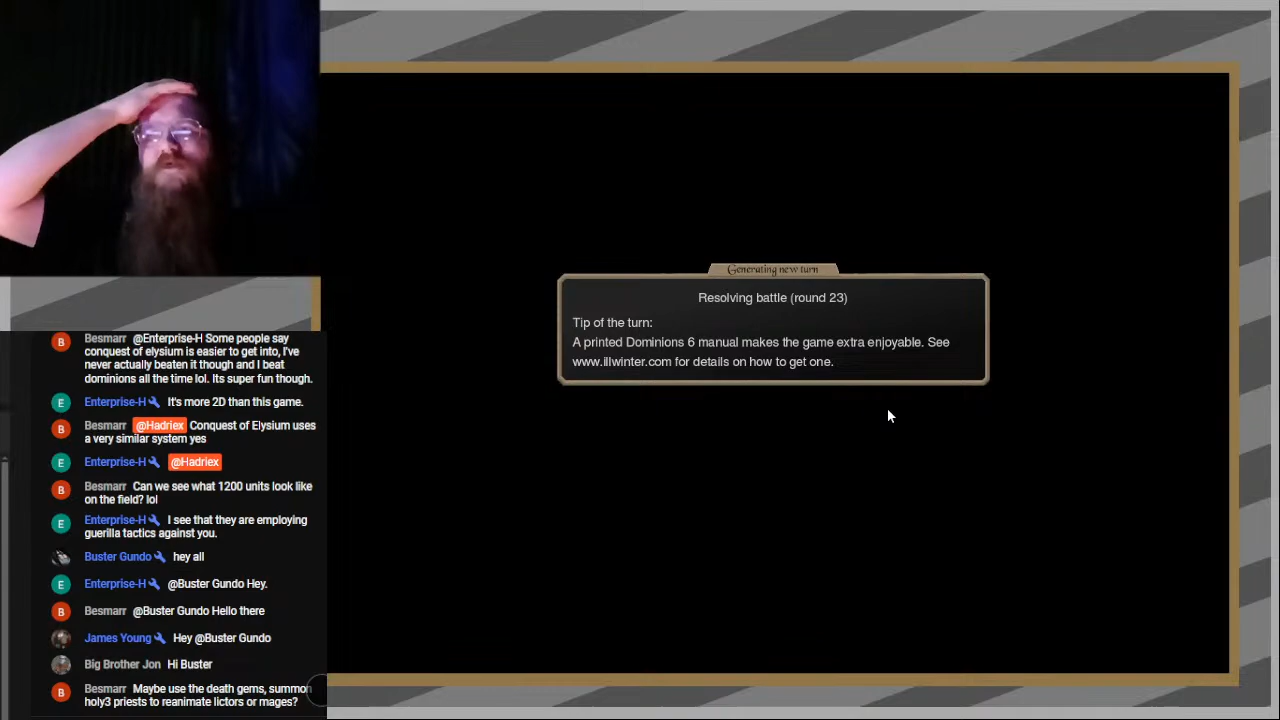 Generating new turn
Resolving battle (round 23)
Tip of the turn:
A printed Dominions 6 manual makes the game extra enjoyable. See
www.illwinter.com for details on how to get one.
B Besmarr @Enterprise-H Some people say
conquest of elysium is easier to get into, I've
never actually beaten it though and I beat
dominions all the time lol. Its super fun though.
E Enterprise-H It's more 2D than this game.
B Besmarr @Hadriex Conquest of Elysium uses
a very similar system yes
E Enterprise-H @Hadriex
B Besmarr Can we see what 1200 units look like
on the field? lol
E Enterprise-H I see that they are employing
guerilla tactics against you.
Buster Gundo hey all
E Enterprise-H @Buster Gundo Hey.
B Besmarr @Buster Gundo Hello there
James Young Hey @Buster Gundo
Big Brother Jon Hi Buster
B Besmarr Maybe use the death gems, summon
holy3 priests to reanimate lictors or mages?